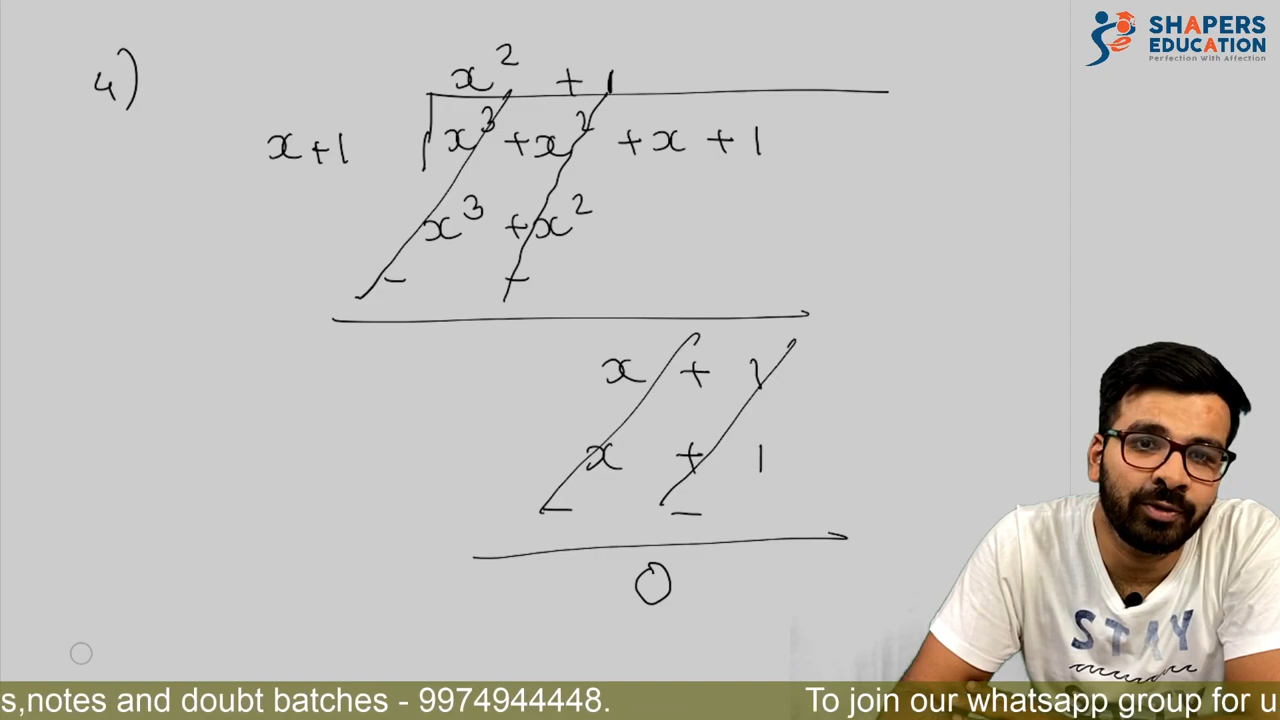 SHAPERS
EDUCATION
Perfection With Affection
4)
x² + 1
x+1 x³ + x² + x + 1
x³ + x²
- -
x + 1
x + 1
- -
0
STAY
s,notes and doubt batches - 9974944448. To join our whatsapp group for u